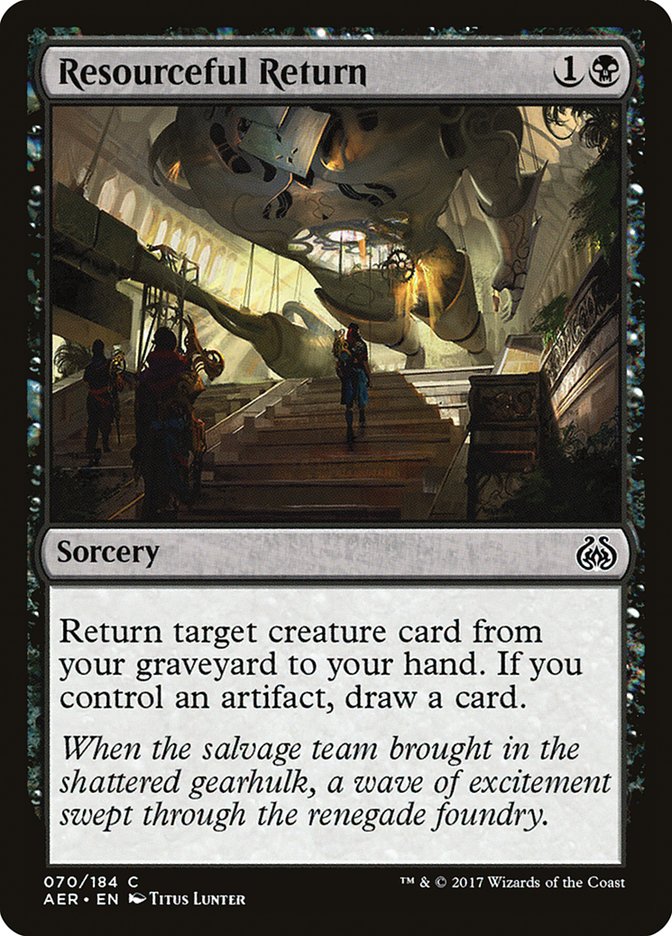 Resourceful Return 1
Sorcery
Return target creature card from
your graveyard to your hand. If you
control an artifact, draw a card.
When the salvage team brought in the
shattered gearhulk, a wave of excitement
swept through the renegade foundry.
070/184 C
AER • EN Titus Lunter
™ & © 2017 Wizards of the Coast